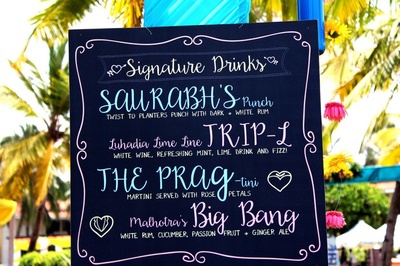 Signature Drinks
SAURABH'S Punch
TWIST TO PLANTERS PUNCH WITH DARK + WHITE RUM
Luhadia Lime Line TRIP-L
WHITE WINE, REFRESHING MINT, LIME DRINK AND FIZZ!
THE PRAG-tini
MARTINI SERVED WITH ROSE PETALS
Malhotra's Big Bang
WHITE RUM, CUCUMBER, PASSION FRUIT + GINGER ALE